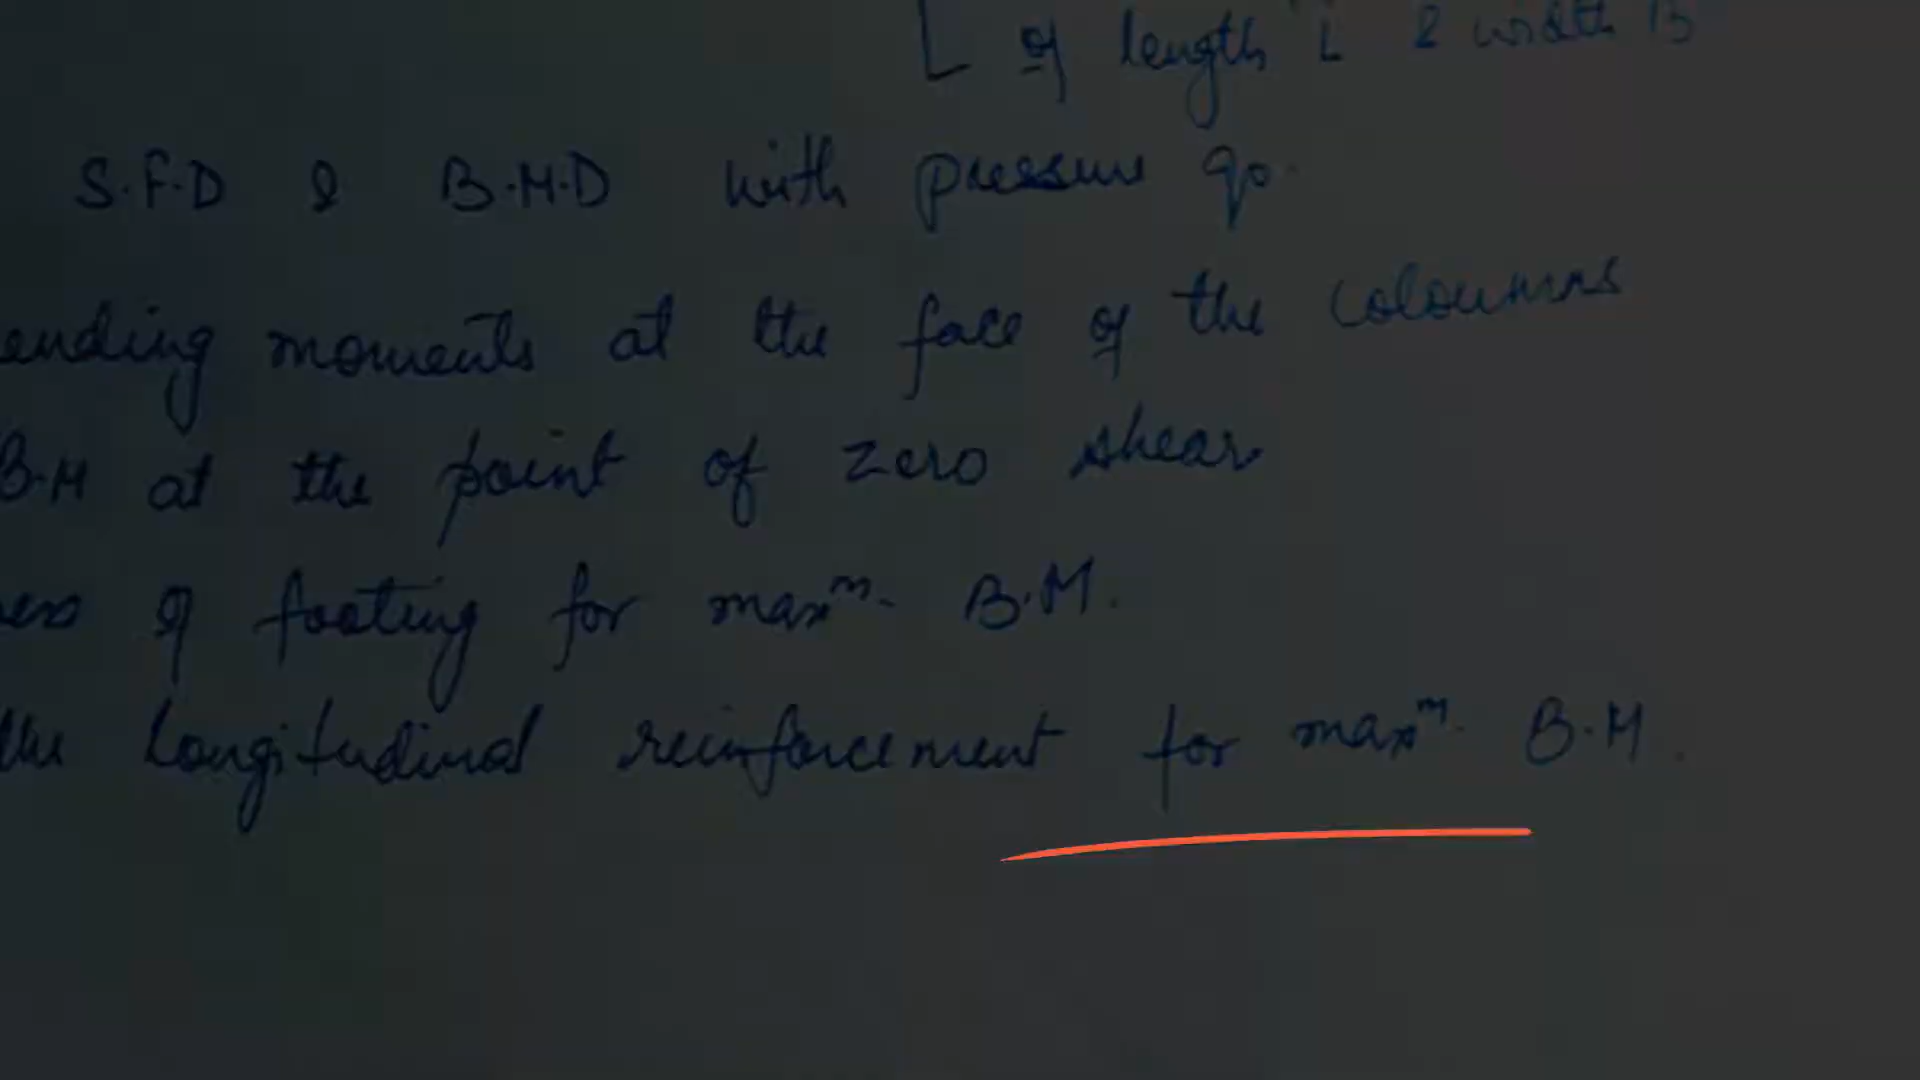 of length L & width B
S.F.D & B.M.D with pressure qo.
ending moments at the face of the coloumns
B.M at the point of zero shear
of footing for maxm. B.M.
the longitudinal reinforcement for maxm. B.M.